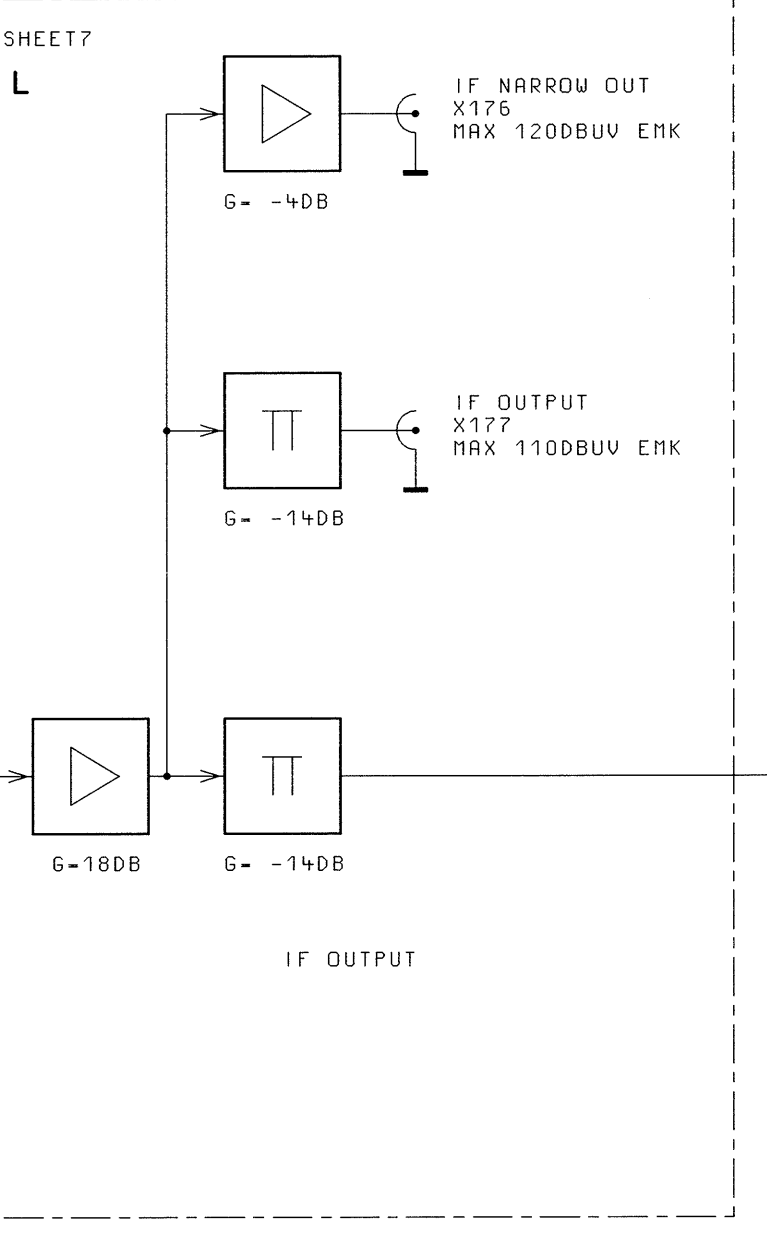 SHEET7
L
IF NARROW OUT
X176
MAX 120DBUV EMK
G= -4DB
IF OUTPUT
X177
MAX 110DBUV EMK
G= -14DB
G=18DB
G= -14DB
IF OUTPUT